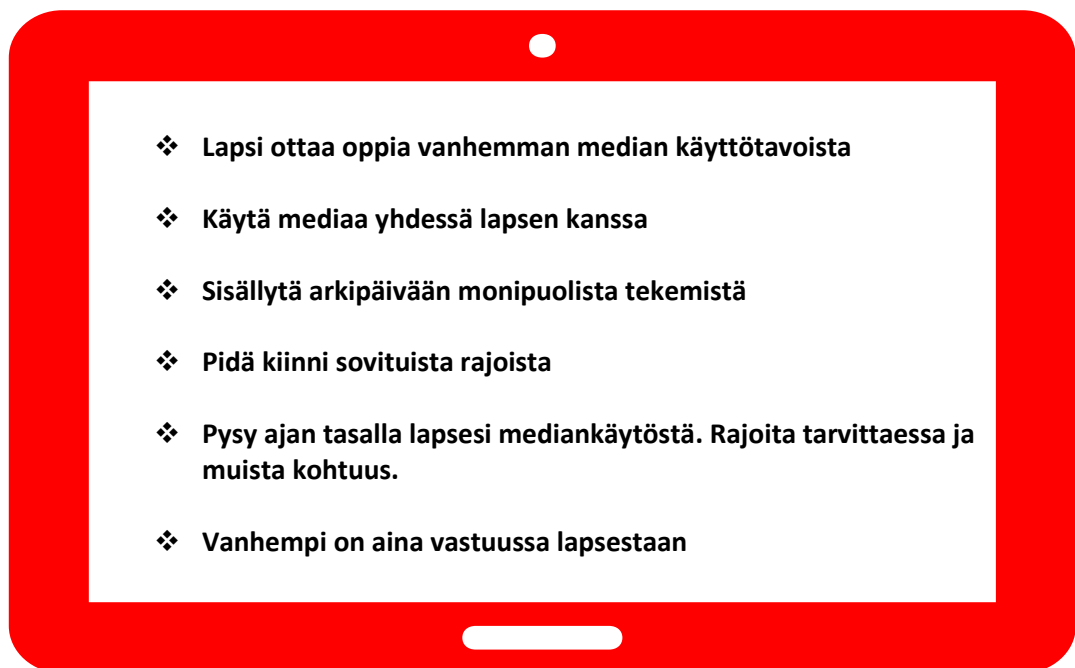 ❖ Lapsi ottaa oppia vanhemman median käyttötavoista
❖ Käytä mediaa yhdessä lapsen kanssa
❖ Sisällytä arkipäivään monipuolista tekemistä
❖ Pidä kiinni sovituista rajoista
❖ Pysy ajan tasalla lapsesi mediankäytöstä. Rajoita tarvittaessa ja
muista kohtuus.
❖ Vanhempi on aina vastuussa lapsestaan